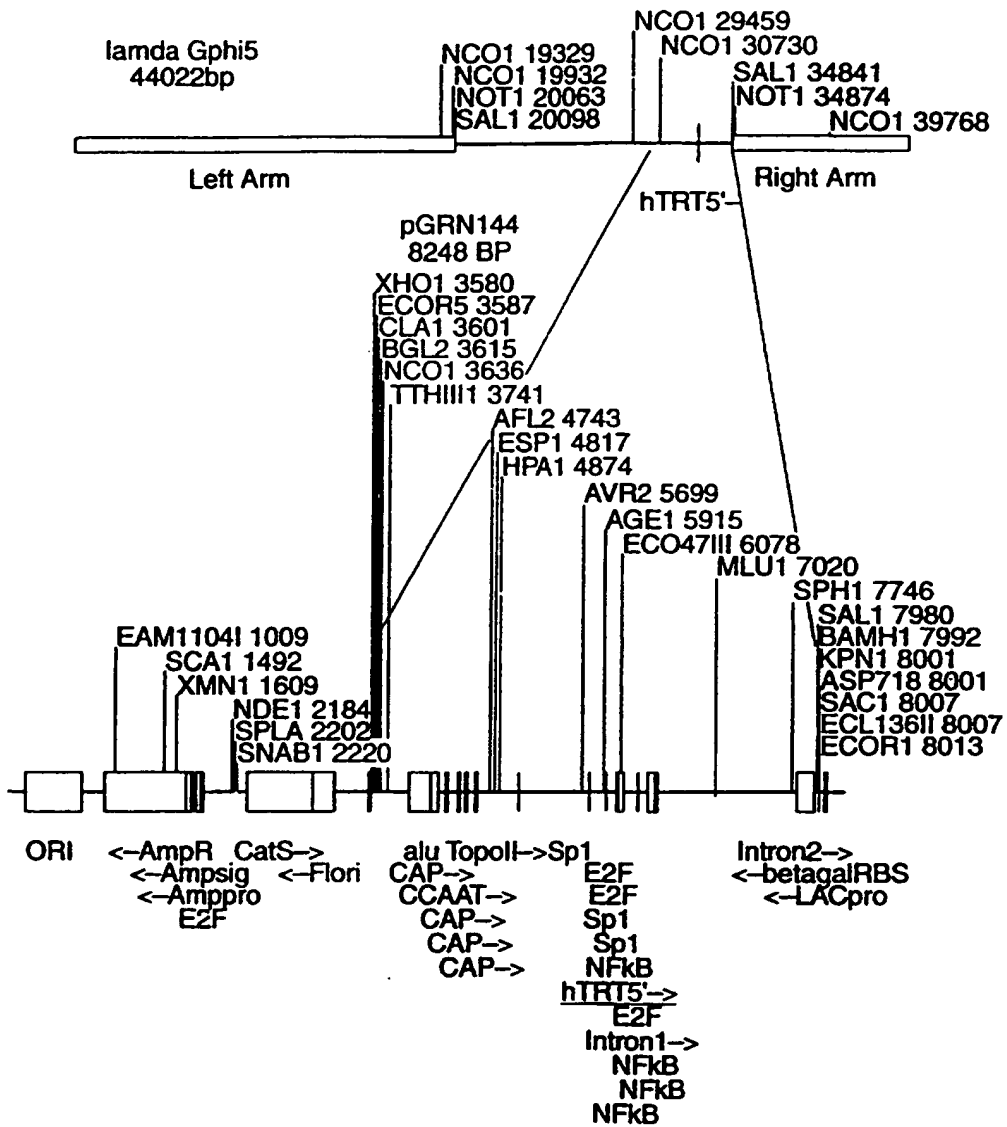 lamda Gphi5
44022bp
NCO1 29459
NCO1 30730
NCO1 19329
NCO1 19932
NOT1 20063
SAL1 20098
SAL1 34841
NOT1 34874
NCO1 39768
Left Arm
Right Arm
hTRT5'
pGRN144
8248 BP
XHO1 3580
ECOR5 3587
CLA1 3601
BGL2 3615
NCO1 3636
TTHIII1 3741
AFL2 4743
ESP1 4817
HPA1 4874
AVR2 5699
AGE1 5915
ECO47III 6078
MLU1 7020
SPH1 7746
SAL1 7980
BAMH1 7992
KPN1 8001
ASP718 8001
SAC1 8007
ECL136II 8007
ECOR1 8013
EAM1104I 1009
SCA1 1492
XMN1 1609
NDE1 2184
SPLA 2202
SNAB1 2220
ORI <-AmpR CatS-> alu TopoII->Sp1 Intron2->
<-Ampsig <-Flori CAP-> E2F <-betagalRBS
<-Amppro CCAAT-> E2F <-LACpro
E2F CAP-> Sp1
CAP-> Sp1
CAP-> NFkB
hTRT5'->
E2F
Intron1->
NFkB
NFkB
NFkB